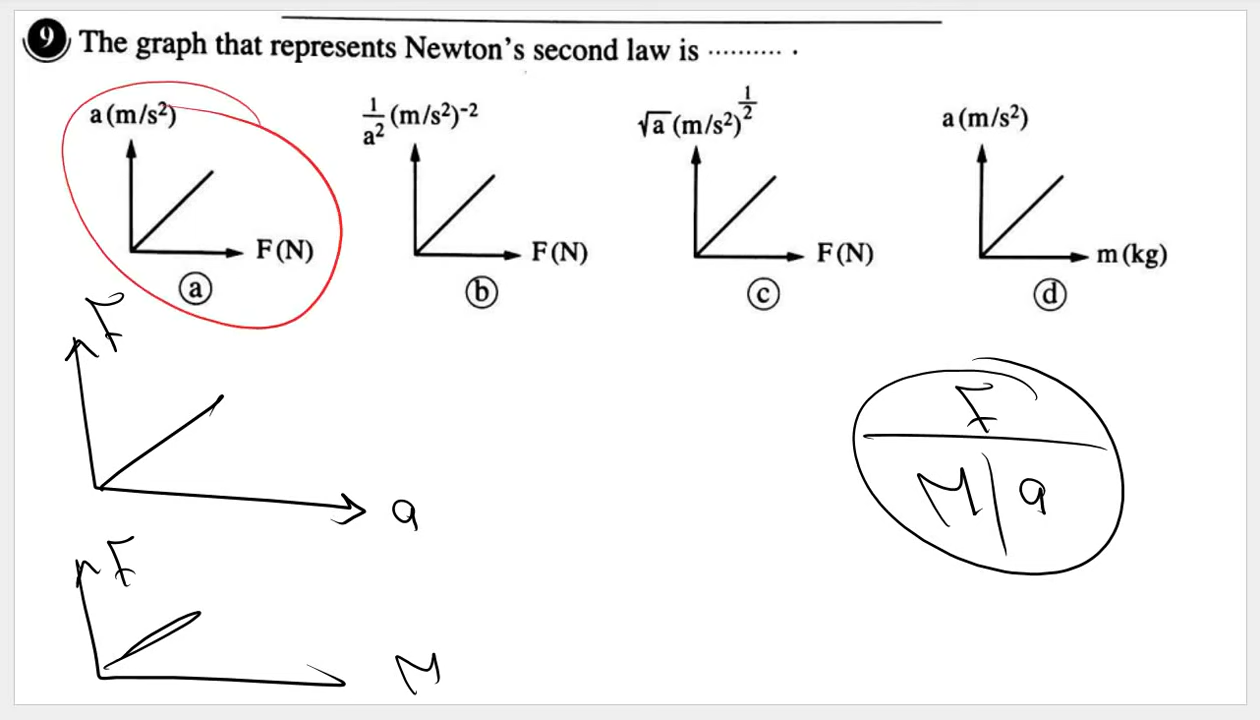 9 The graph that represents Newton's second law is .......... .
a (m/s²) 1/a² (m/s²)⁻² √a (m/s²)^1/2 a (m/s²)
F (N) F (N) F (N) m (kg)
a b c d
F
a
F
M
F
M a